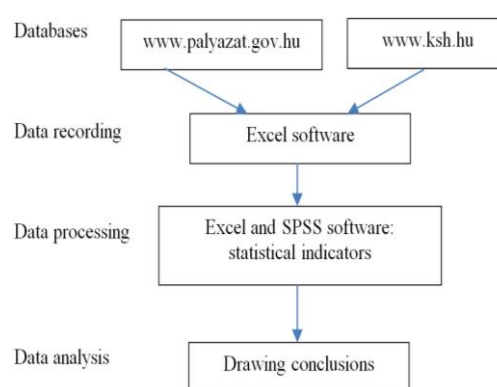 Databases
www.palyazat.gov.hu
www.ksh.hu
Data recording
Excel software
Data processing
Excel and SPSS software:
statistical indicators
Data analysis
Drawing conclusions